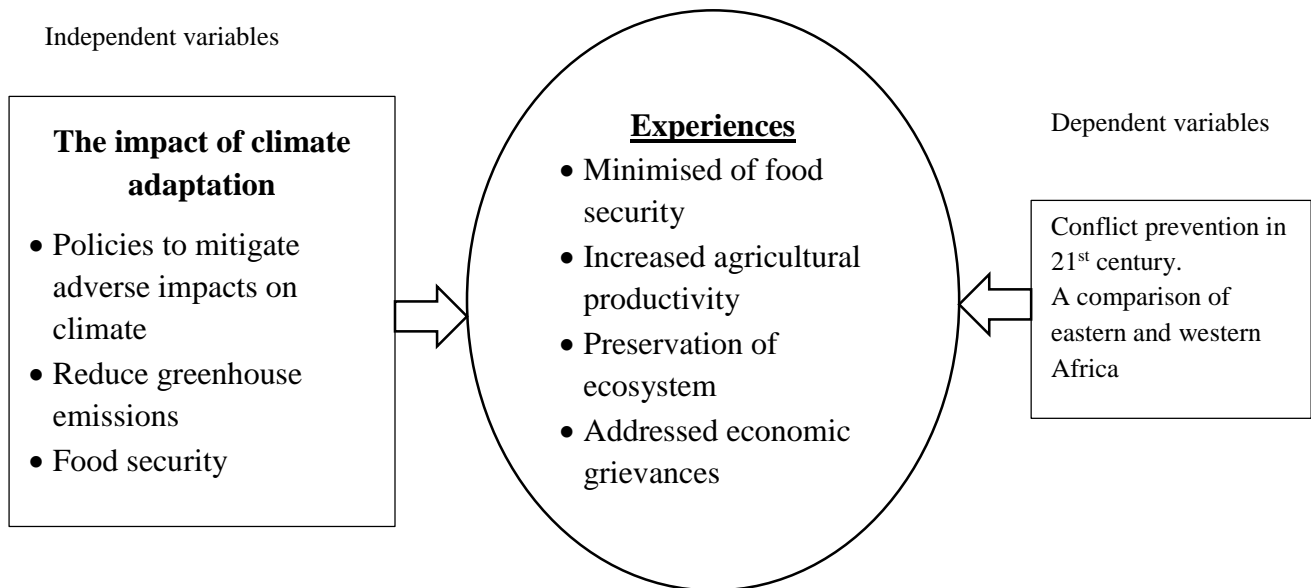 Independent variables
The impact of climate
adaptation
• Policies to mitigate
adverse impacts on
climate
• Reduce greenhouse
emissions
• Food security
Experiences
• Minimised of food
security
• Increased agricultural
productivity
• Preservation of
ecosystem
• Addressed economic
grievances
Dependent variables
Conflict prevention in
21st century.
A comparison of
eastern and western
Africa